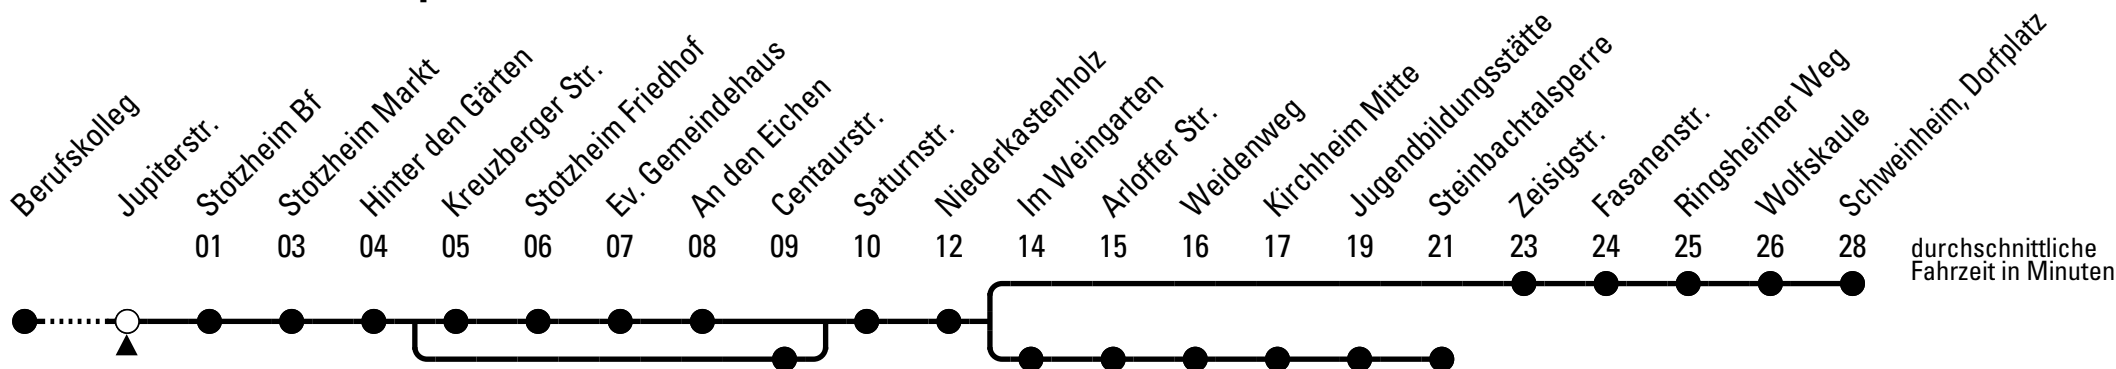 Berufskolleg
Jupiterstr.
Stotzheim Bf
Stotzheim Markt
Hinter den Gärten
Kreuzberger Str.
Stotzheim Friedhof
Ev. Gemeindehaus
An den Eichen
Centaurstr.
Saturnstr.
Niederkastenholz
Im Weingarten
Arloffer Str.
Weidenweg
Kirchheim Mitte
Jugendbildungsstätte
Steinbachtalsperre
Zeisigstr.
Fasanenstr.
Ringsheimer Weg
Wolfskaule
Schweinheim, Dorfplatz
01 03 04 05 06 07 08 09 10 12 14 15 16 17 19 21 23 24 25 26 28
durchschnittliche
Fahrzeit in Minuten